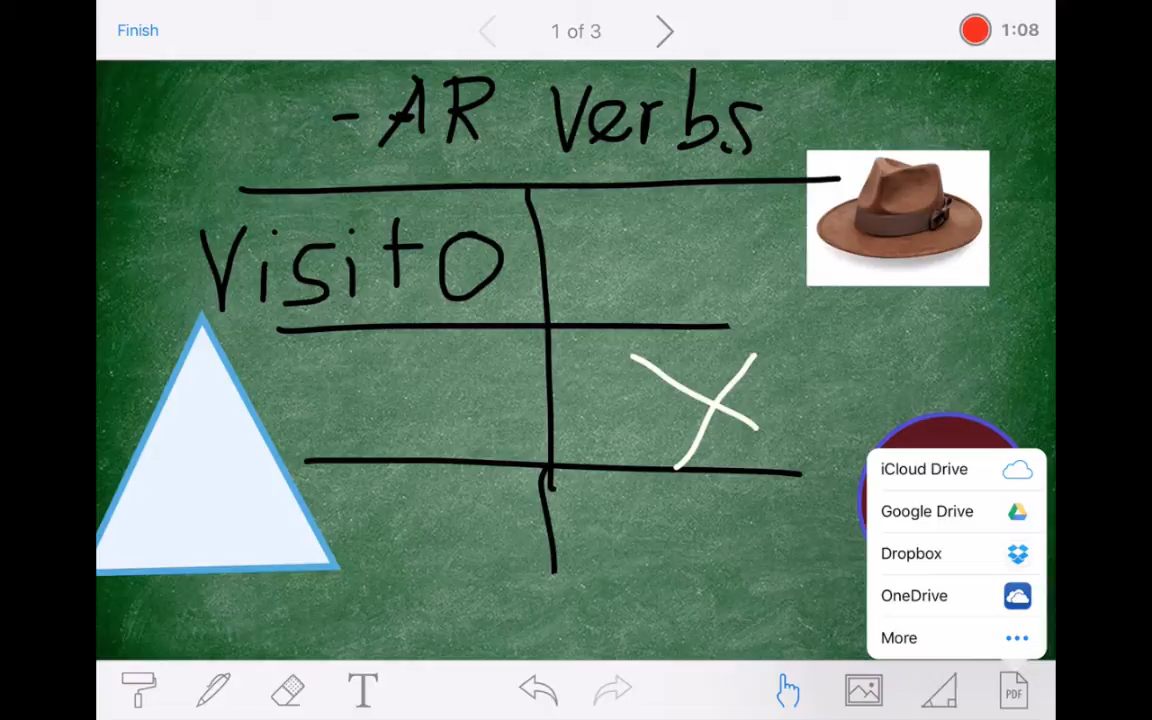 Finish
1 of 3
1:08
-AR Verbs
Visito
iCloud Drive
Google Drive
Dropbox
OneDrive
More
T
PDF